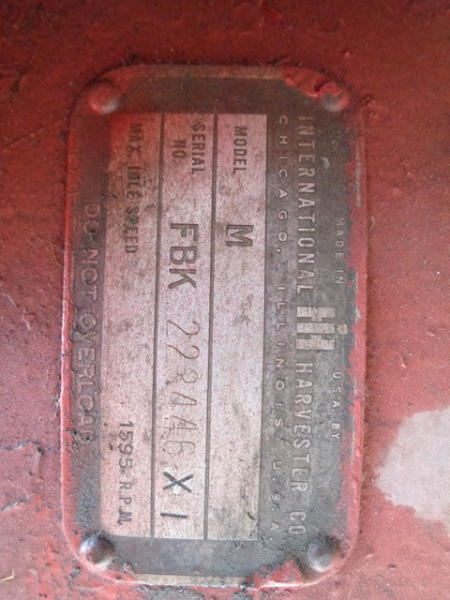 MADE IN U.S.A. BY
INTERNATIONAL IH HARVESTER CO
CHICAGO, ILLINOIS, U.S.A.
MODEL M
SERIAL NO. FBK 223446 X1
MAX. IDLE SPEED 1595 R.P.M.
DO NOT OVERLOAD